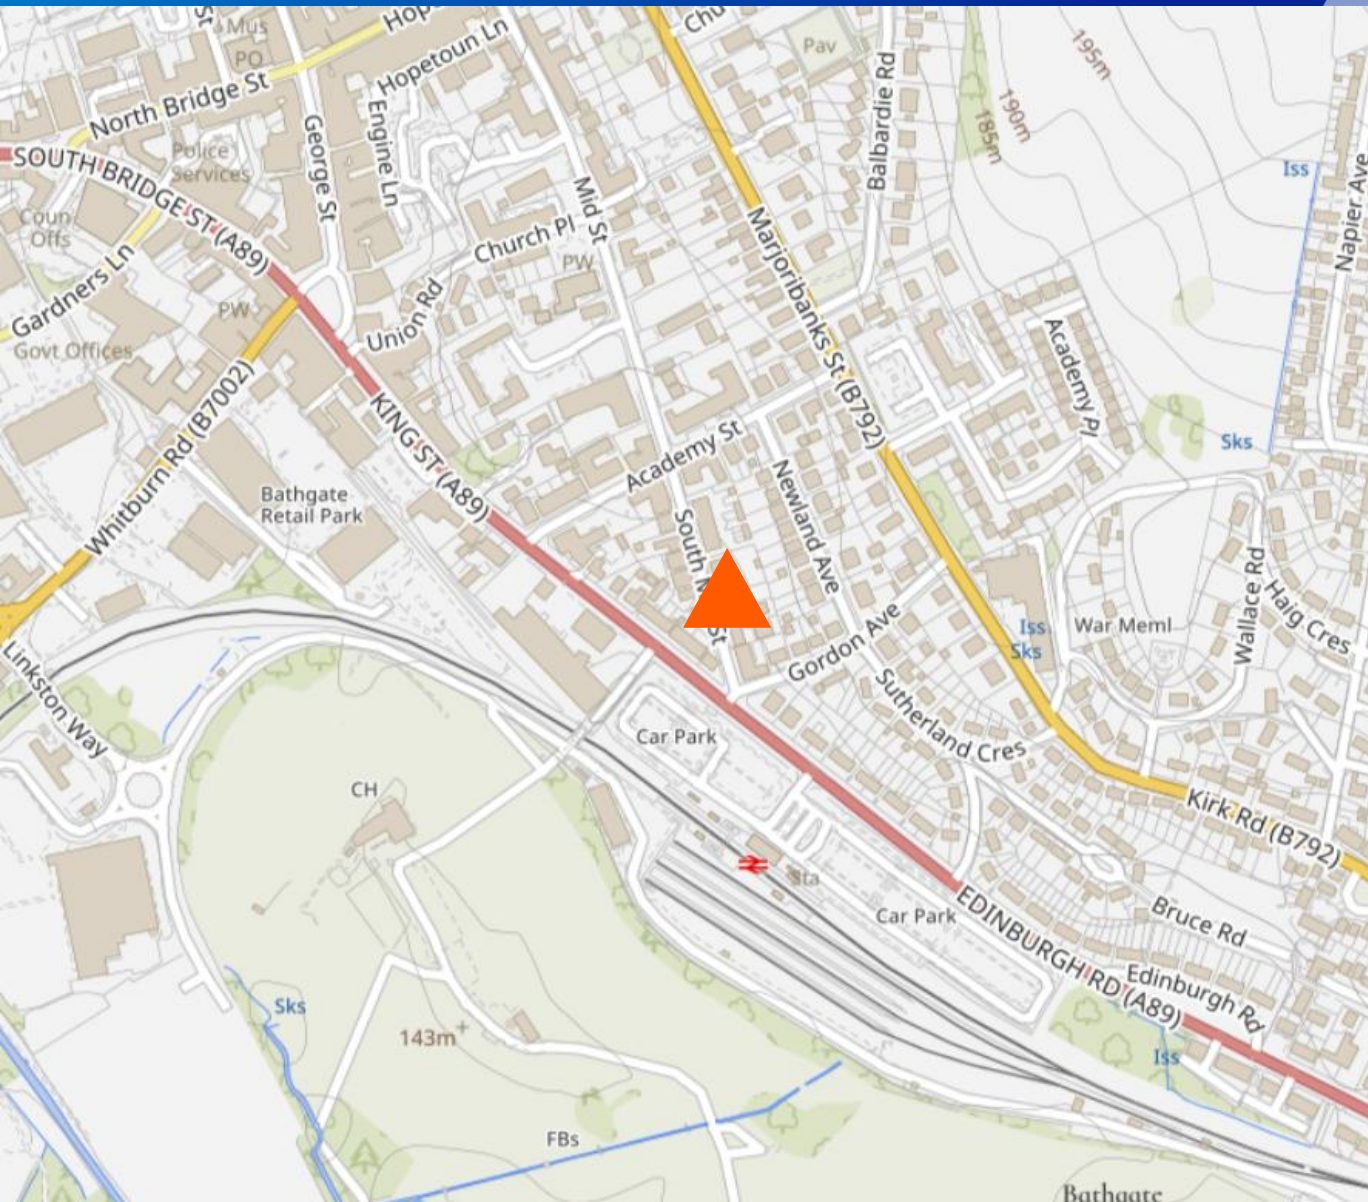 St
Mus
PO
Hop
Hopetoun Ln
North Bridge St
Chu
Pav
195m
190m
185m
Balbardie Rd
Engine Ln
George St
Police
Services
SOUTH BRIDGE ST (A89)
Iss
Napier Ave
Coun
Offs
Gardners Ln
Mid St
Church Pl
PW
Marjoribanks St (B792)
PW
Union Rd
Govt Offices
Academy Pl
Whitburn Rd (B7002)
KING ST (A89)
Academy St
Sks
Newland Ave
Bathgate
Retail Park
South M
St
Gordon Ave
Iss
Sks
War Meml
Wallace Rd
Haig Cres
Linkston Way
Sutherland Cres
Car Park
CH
Kirk Rd (B792)
Sta
Car Park
EDINBURGH RD (A89)
Bruce Rd
Edinburgh Rd
Sks
143m
Iss
FBs
Bathgate